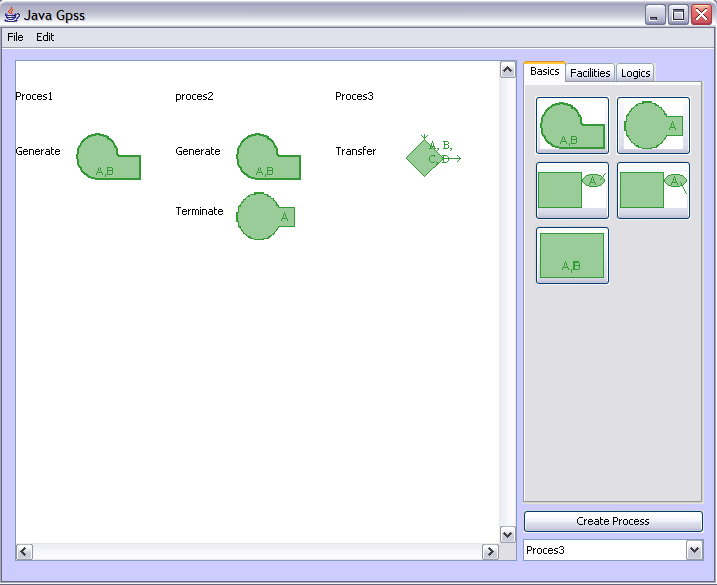 Java Gpss
File Edit
Proces1 proces2 Proces3
Generate A,B Generate A,B Transfer A, B,
C, D
Terminate A
Basics Facilities Logics
A,B A
A A
A,B
Create Process
Proces3